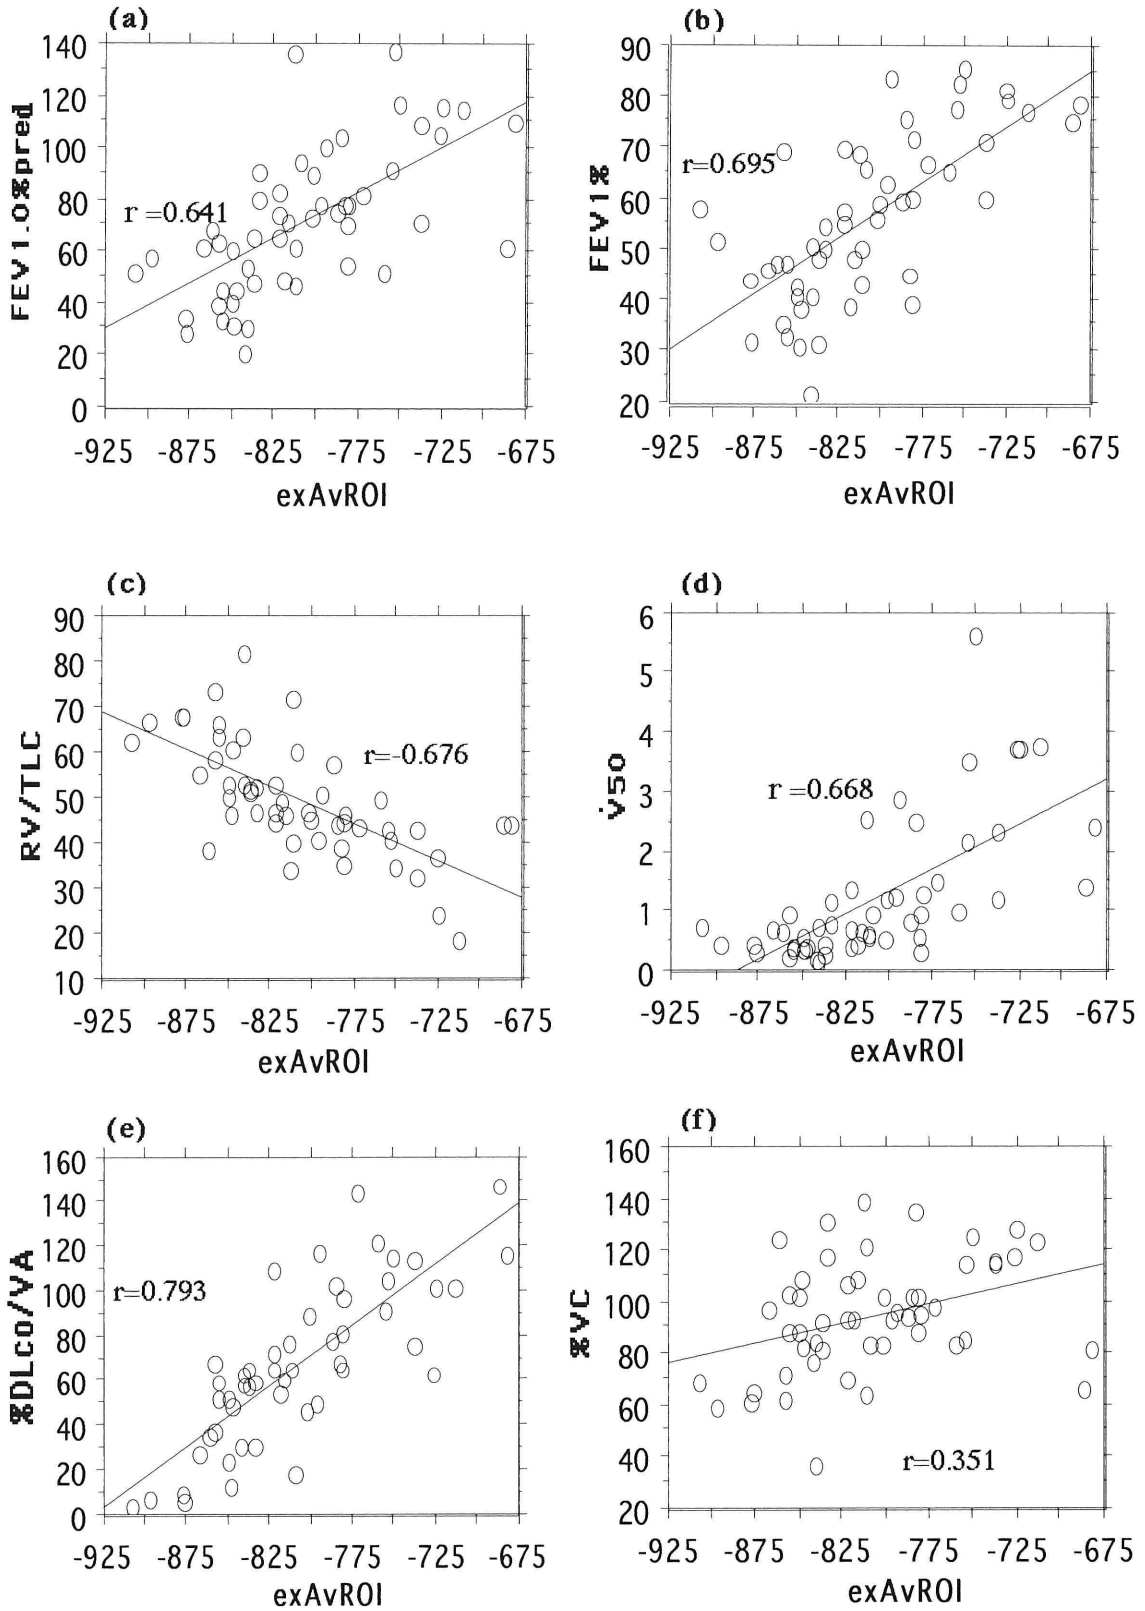 (a)
140
120
100
80
60
40
20
0
FEV1.0%pred
r =0.641
-925 -875 -825 -775 -725 -675
exAvROI
(b)
90
80
70
60
50
40
30
20
FEV1%
r=0.695
-925 -875 -825 -775 -725 -675
exAvROI
(c)
90
80
70
60
50
40
30
20
10
RV/TLC
r=-0.676
-925 -875 -825 -775 -725 -675
exAvROI
(d)
6
5
4
3
2
1
0
V̇50
r =0.668
-925 -875 -825 -775 -725 -675
exAvROI
(e)
160
140
120
100
80
60
40
20
0
%DLco/VA
r=0.793
-925 -875 -825 -775 -725 -675
exAvROI
(f)
160
140
120
100
80
60
40
20
%VC
r=0.351
-925 -875 -825 -775 -725 -675
exAvROI